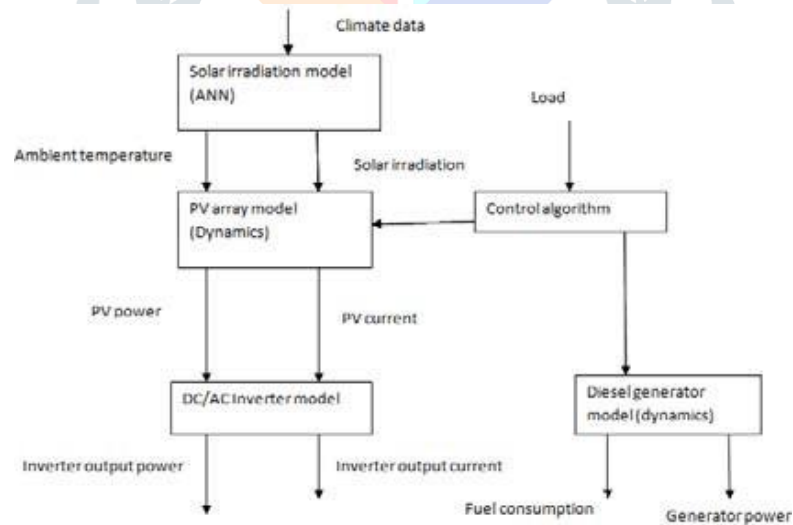 Climate data
Solar irradiation model
(ANN)
Load
Ambient temperature
Solar irradiation
PV array model
(Dynamics)
Control algorithm
PV power
PV current
DC/AC Inverter model
Diesel generator
model (dynamics)
Inverter output power
Inverter output current
Fuel consumption
Generator power